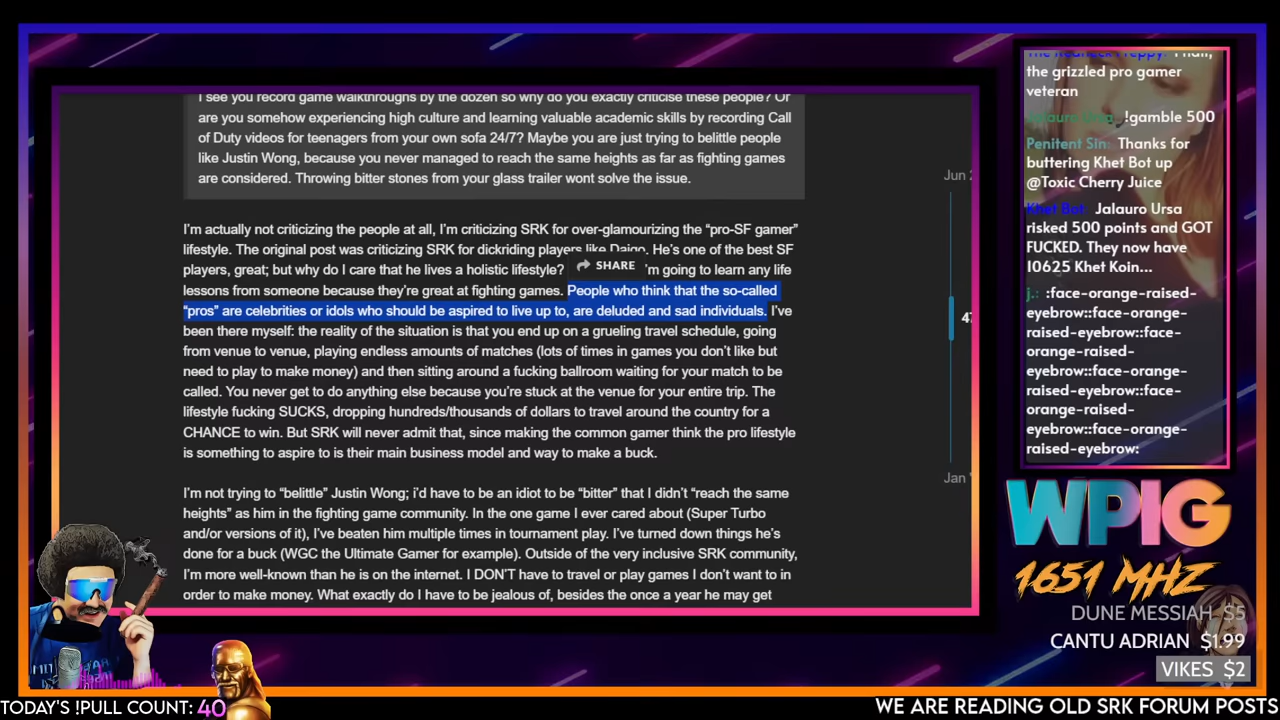 I see you record game walkthroughs by the dozen so why do you exactly criticise these people? Or
are you somehow experiencing high culture and learning valuable academic skills by recording Call
of Duty videos for teenagers from your own sofa 24/7? Maybe you are just trying to belittle people
like Justin Wong, because you never managed to reach the same heights as far as fighting games
are considered. Throwing bitter stones from your glass trailer wont solve the issue.
I'm actually not criticizing the people at all, I'm criticizing SRK for over-glamourizing the “pro-SF gamer”
lifestyle. The original post was criticizing SRK for dickriding players like Daigo. He's one of the best SF
players, great; but why do I care that he lives a holistic lifestyle? 'm going to learn any life
SHARE
lessons from someone because they're great at fighting games. People who think that the so-called
“pros” are celebrities or idols who should be aspired to live up to, are deluded and sad individuals. I've
been there myself: the reality of the situation is that you end up on a grueling travel schedule, going
from venue to venue, playing endless amounts of matches (lots of times in games you don't like but
need to play to make money) and then sitting around a fucking ballroom waiting for your match to be
called. You never get to do anything else because you're stuck at the venue for your entire trip. The
lifestyle fucking SUCKS, dropping hundreds/thousands of dollars to travel around the country for a
CHANCE to win. But SRK will never admit that, since making the common gamer think the pro lifestyle
is something to aspire to is their main business model and way to make a buck.
I'm not trying to “belittle” Justin Wong; i'd have to be an idiot to be “bitter” that I didn't “reach the same
heights” as him in the fighting game community. In the one game I ever cared about (Super Turbo
and/or versions of it), I've beaten him multiple times in tournament play. I've turned down things he's
done for a buck (WGC the Ultimate Gamer for example). Outside of the very inclusive SRK community,
I'm more well-known than he is on the internet. I DON'T have to travel or play games I don't want to in
order to make money. What exactly do I have to be jealous of, besides the once a year he may get
Jun 2
47
Jan
the grizzled pro gamer
veteran
!gamble 500
Penitent Sin: Thanks for
buttering Khet Bot up
@Toxic Cherry Juice
Khet Bot: Jalauro Ursa
risked 500 points and GOT
FUCKED. They now have
10625 Khet Koin...
j.: :face-orange-raised-
eyebrow::face-orange-
raised-eyebrow::face-
orange-raised-
eyebrow::face-orange-
raised-eyebrow::face-
orange-raised-
eyebrow::face-orange-
raised-eyebrow:
WPIG
1651 MHZ
DUNE MESSIAH $5
CANTU ADRIAN $1.99
VIKES $2
TODAY'S !PULL COUNT: 40
WE ARE READING OLD SRK FORUM POSTS